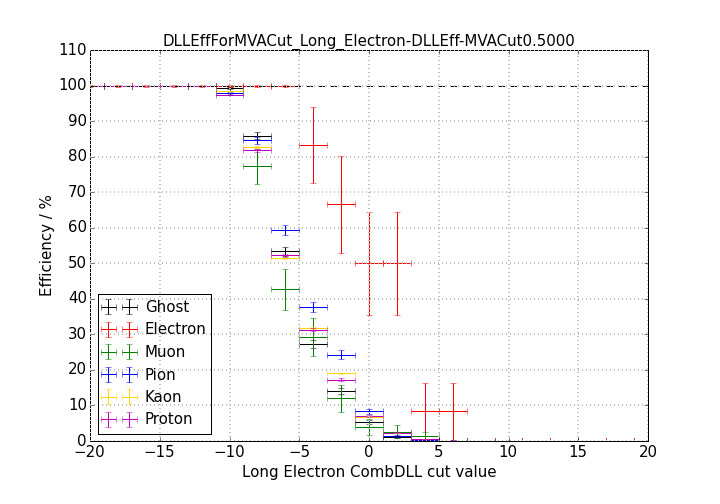 DLLEffForMVACut_Long_Electron-DLLEff-MVACut0.5000
110
100
90
80
70
60
50
40
30
20
10
0
Efficiency / %
Ghost
Electron
Muon
Pion
Kaon
Proton
−20 −15 −10 −5 0 5 10 15 20
Long Electron CombDLL cut value